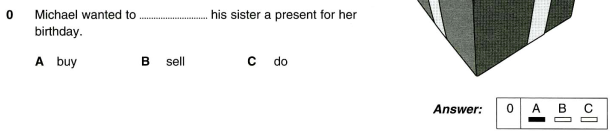 0 Michael wanted to ........................ his sister a present for her
birthday.
A buy B sell C do
Answer: 0 A B C